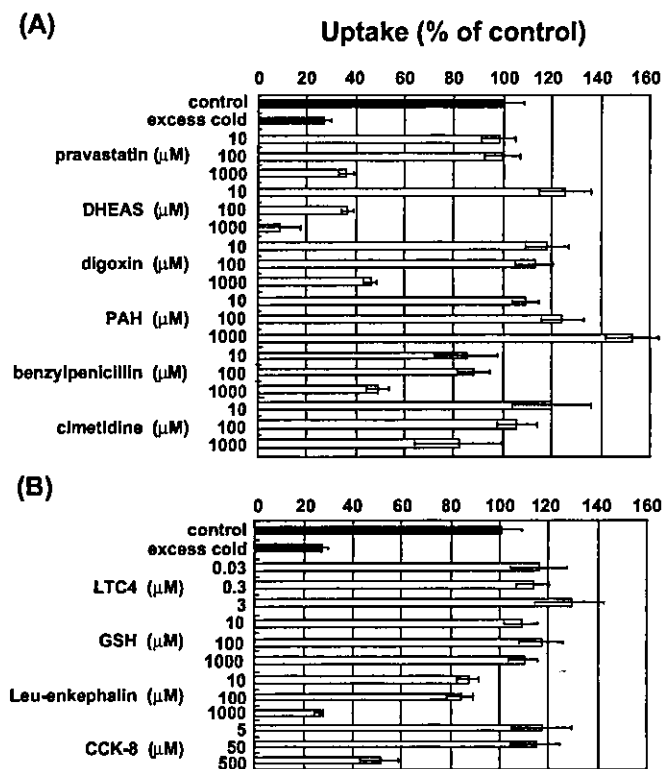 (A)
Uptake (% of control)
0 20 40 60 80 100 120 140 160
control
excess cold
10
pravastatin (μM) 100
1000
10
DHEAS (μM) 100
1000
10
digoxin (μM) 100
1000
10
PAH (μM) 100
1000
10
benzylpenicillin (μM) 100
1000
10
cimetidine (μM) 100
1000
(B)
0 20 40 60 80 100 120 140 160
control
excess cold
0.03
LTC4 (μM) 0.3
3
10
GSH (μM) 100
1000
10
Leu-enkephalin (μM) 100
1000
5
CCK-8 (μM) 50
500